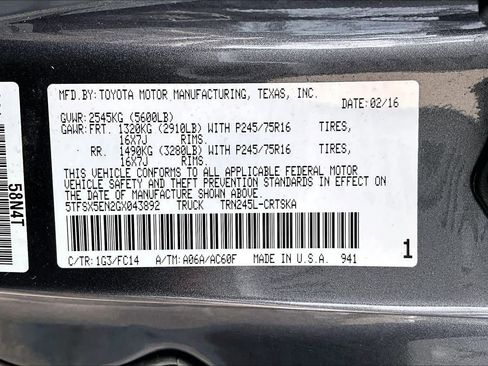 MFD.BY: TOYOTA MOTOR MANUFACTURING, TEXAS, INC.
DATE: 02/16
GVWR: 2545KG (5600LB)
GAWR: FRT. 1320KG (2910LB) WITH P245/75R16 TIRES,
16X7J RIMS.
RR. 1490KG (3280LB) WITH P245/75R16 TIRES,
16X7J RIMS.
THIS VEHICLE CONFORMS TO ALL APPLICABLE FEDERAL MOTOR
VEHICLE SAFETY AND THEFT PREVENTION STANDARDS IN EFFECT ON
THE DATE OF MANUFACTURE SHOWN ABOVE.
5TFSX5EN2GX043892 TRUCK TRN245L-CRTSKA
C/TR: 1G3/FC14 A/TM: A06A/AC60F MADE IN U.S.A. 941
1
58N4T